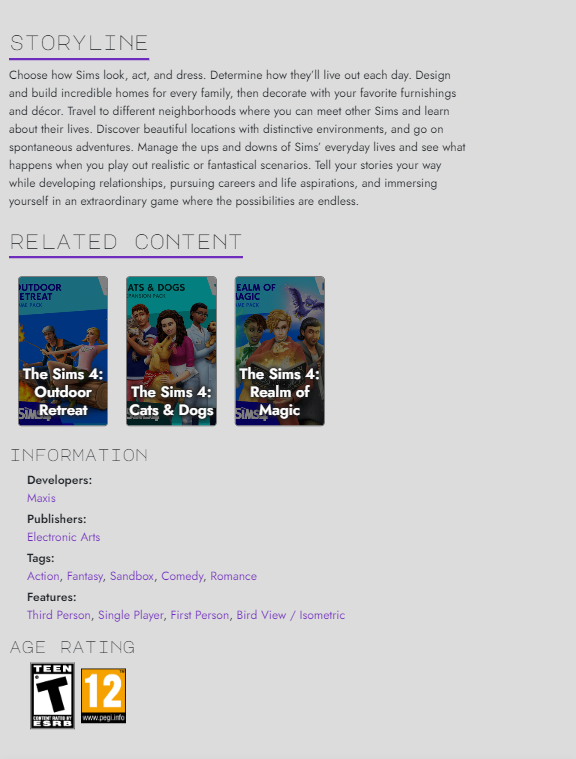 STORYLINE
Choose how Sims look, act, and dress. Determine how they'll live out each day. Design
and build incredible homes for every family, then decorate with your favorite furnishings
and décor. Travel to different neighborhoods where you can meet other Sims and learn
about their lives. Discover beautiful locations with distinctive environments, and go on
spontaneous adventures. Manage the ups and downs of Sims' everyday lives and see what
happens when you play out realistic or fantastical scenarios. Tell your stories your way
while developing relationships, pursuing careers and life aspirations, and immersing
yourself in an extraordinary game where the possibilities are endless.
RELATED CONTENT
OUTDOOR
ETREAT
ME PACK
The Sims 4:
Outdoor
Retreat
SIMS4
ATS & DOGS
PANSION PACK
The Sims 4:
Cats & Dogs
EALM OF
MAGIC
ME PACK
The Sims 4:
Realm of
Magic
SIMS4
INFORMATION
Developers:
Maxis
Publishers:
Electronic Arts
Tags:
Action, Fantasy, Sandbox, Comedy, Romance
Features:
Third Person, Single Player, First Person, Bird View / Isometric
AGE RATING
TEEN
T
CONTENT RATED BY
ESRB
12
www.pegi.info